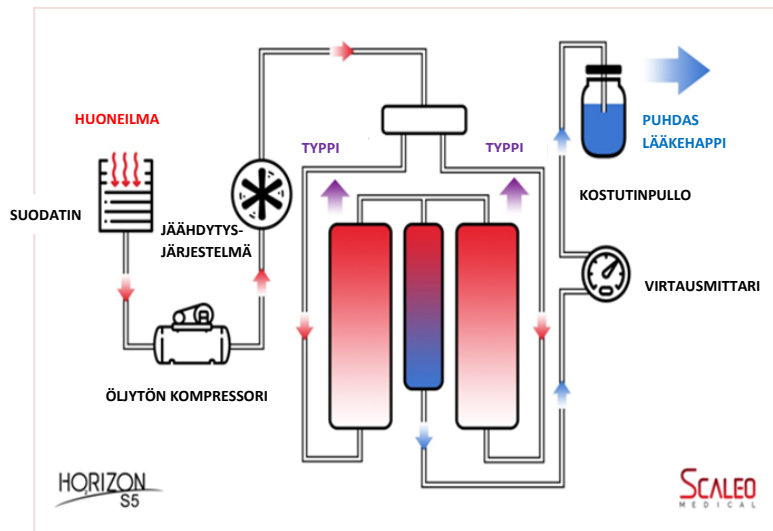 HUONEILMA
TYPPI
TYPPI
PUHDAS
LÄÄKEHAPPI
SUODATIN
JÄÄHDYTYS-
JÄRJESTELMÄ
KOSTUTINPULLO
VIRTAUSMITTARI
ÖLJYTÖN KOMPRESSORI
HORIZON
S5
SCALEO
MEDICAL